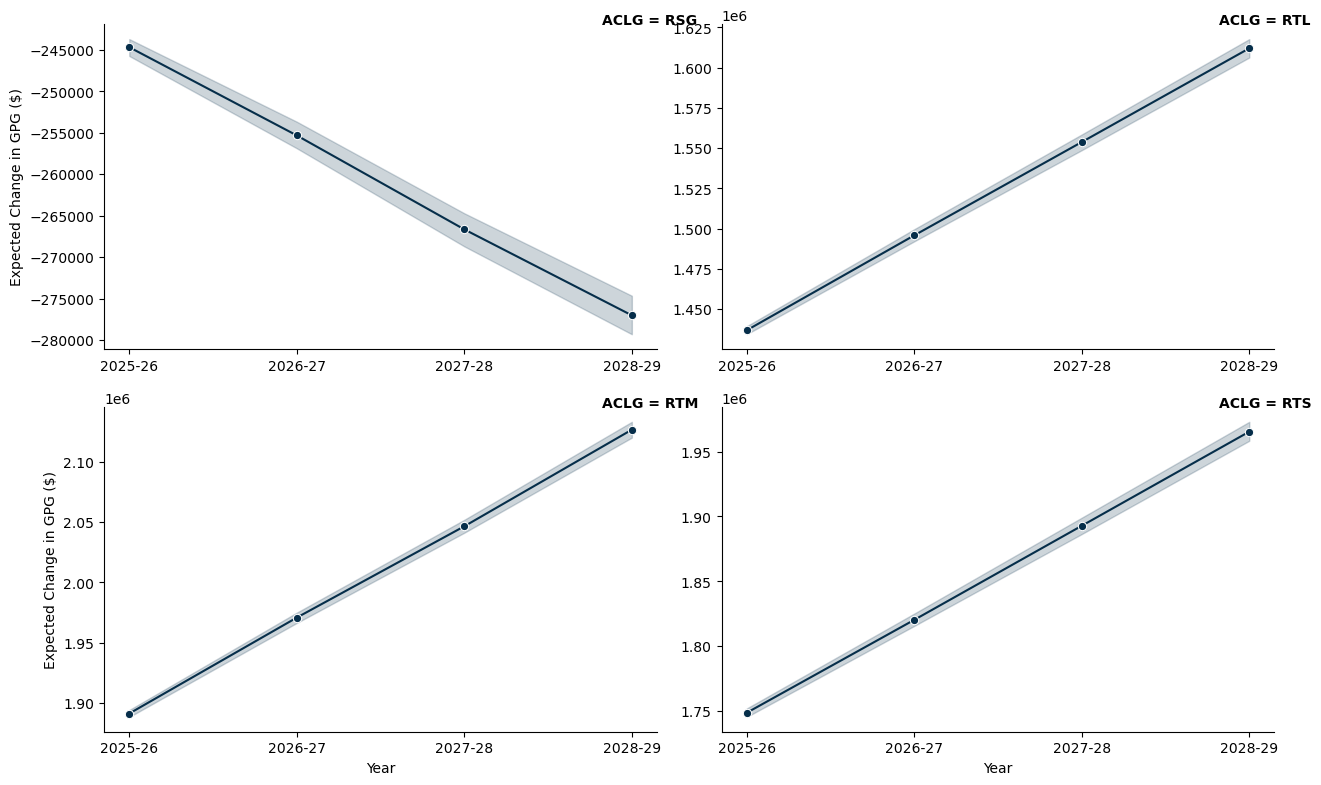 ACLG = RSG
Expected Change in GPG ($)
−245000
−250000
−255000
−260000
−265000
−270000
−275000
−280000
2025-26 2026-27 2027-28 2028-29
1e6
ACLG = RTL
1.625
1.600
1.575
1.550
1.525
1.500
1.475
1.450
2025-26 2026-27 2027-28 2028-29
1e6
ACLG = RTM
Expected Change in GPG ($)
2.10
2.05
2.00
1.95
1.90
2025-26 2026-27 2027-28 2028-29
Year
1e6
ACLG = RTS
1.95
1.90
1.85
1.80
1.75
2025-26 2026-27 2027-28 2028-29
Year